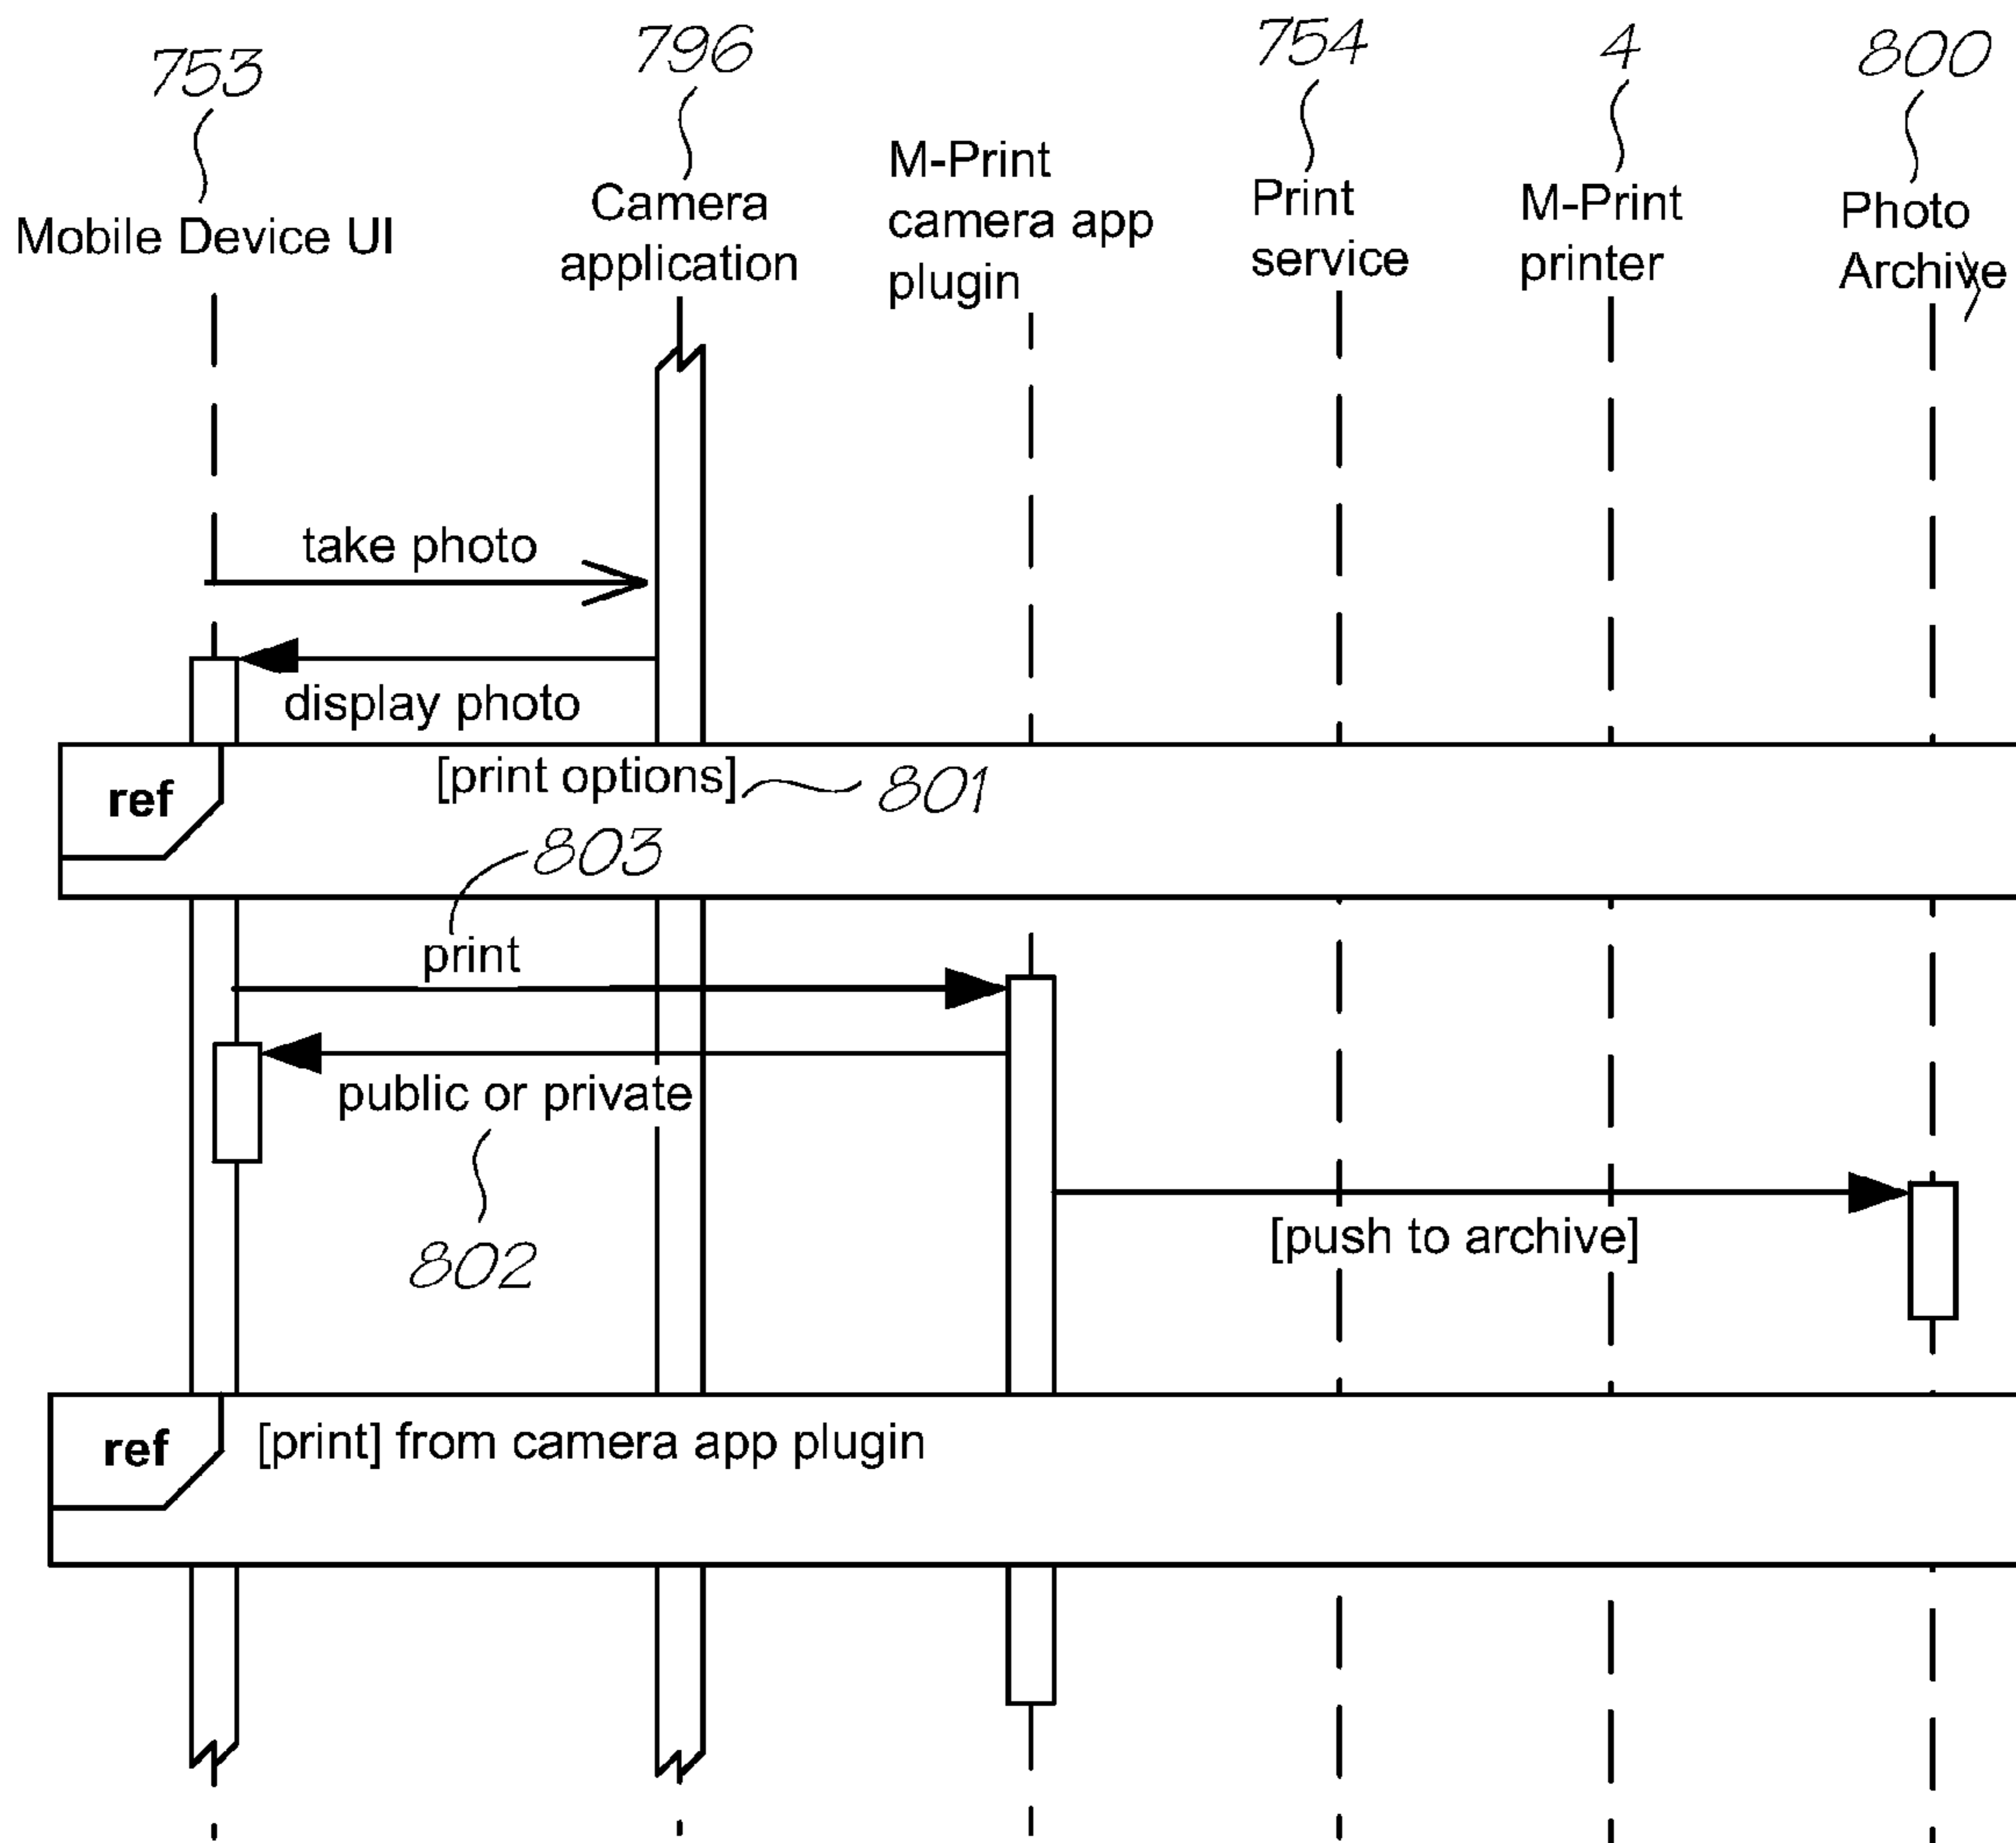 753
796
754
4
800
Mobile Device UI
Camera
application
M-Print
camera app
plugin
Print
service
M-Print
printer
Photo
Archive
take photo
display photo
ref
[print options]
801
803
print
public or private
802
[push to archive]
ref
[print] from camera app plugin